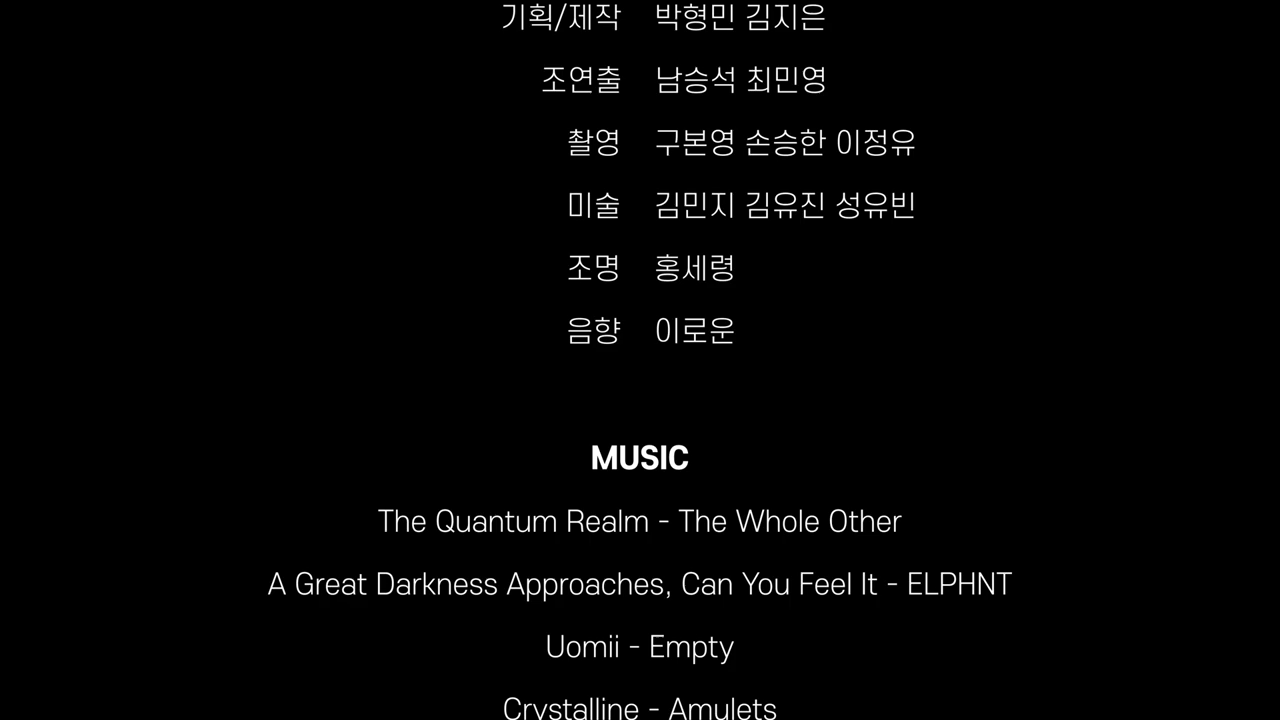 기획/제작 박형민 김지은
조연출 남승석 최민영
촬영 구본영 손승한 이정유
미술 김민지 김유진 성유빈
조명 홍세령
음향 이로운
MUSIC
The Quantum Realm - The Whole Other
A Great Darkness Approaches, Can You Feel It - ELPHNT
Uomii - Empty
Crystalline - Amulets